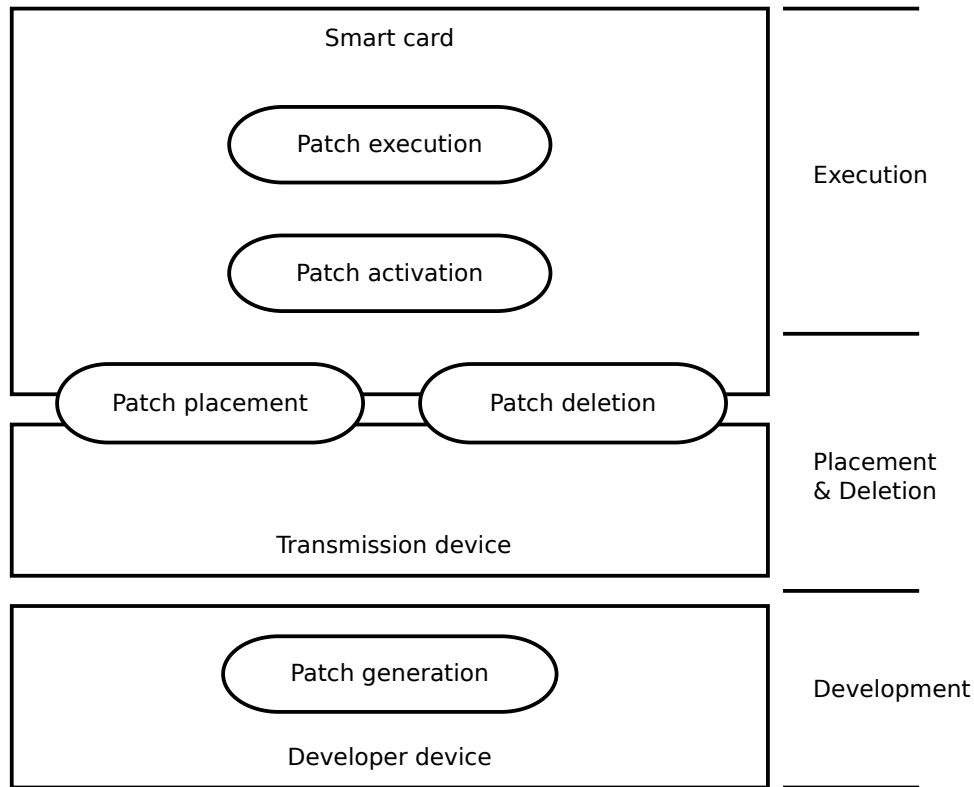 Smart card
Patch execution
Execution
Patch activation
Patch placement
Patch deletion
Placement
& Deletion
Transmission device
Patch generation
Development
Developer device